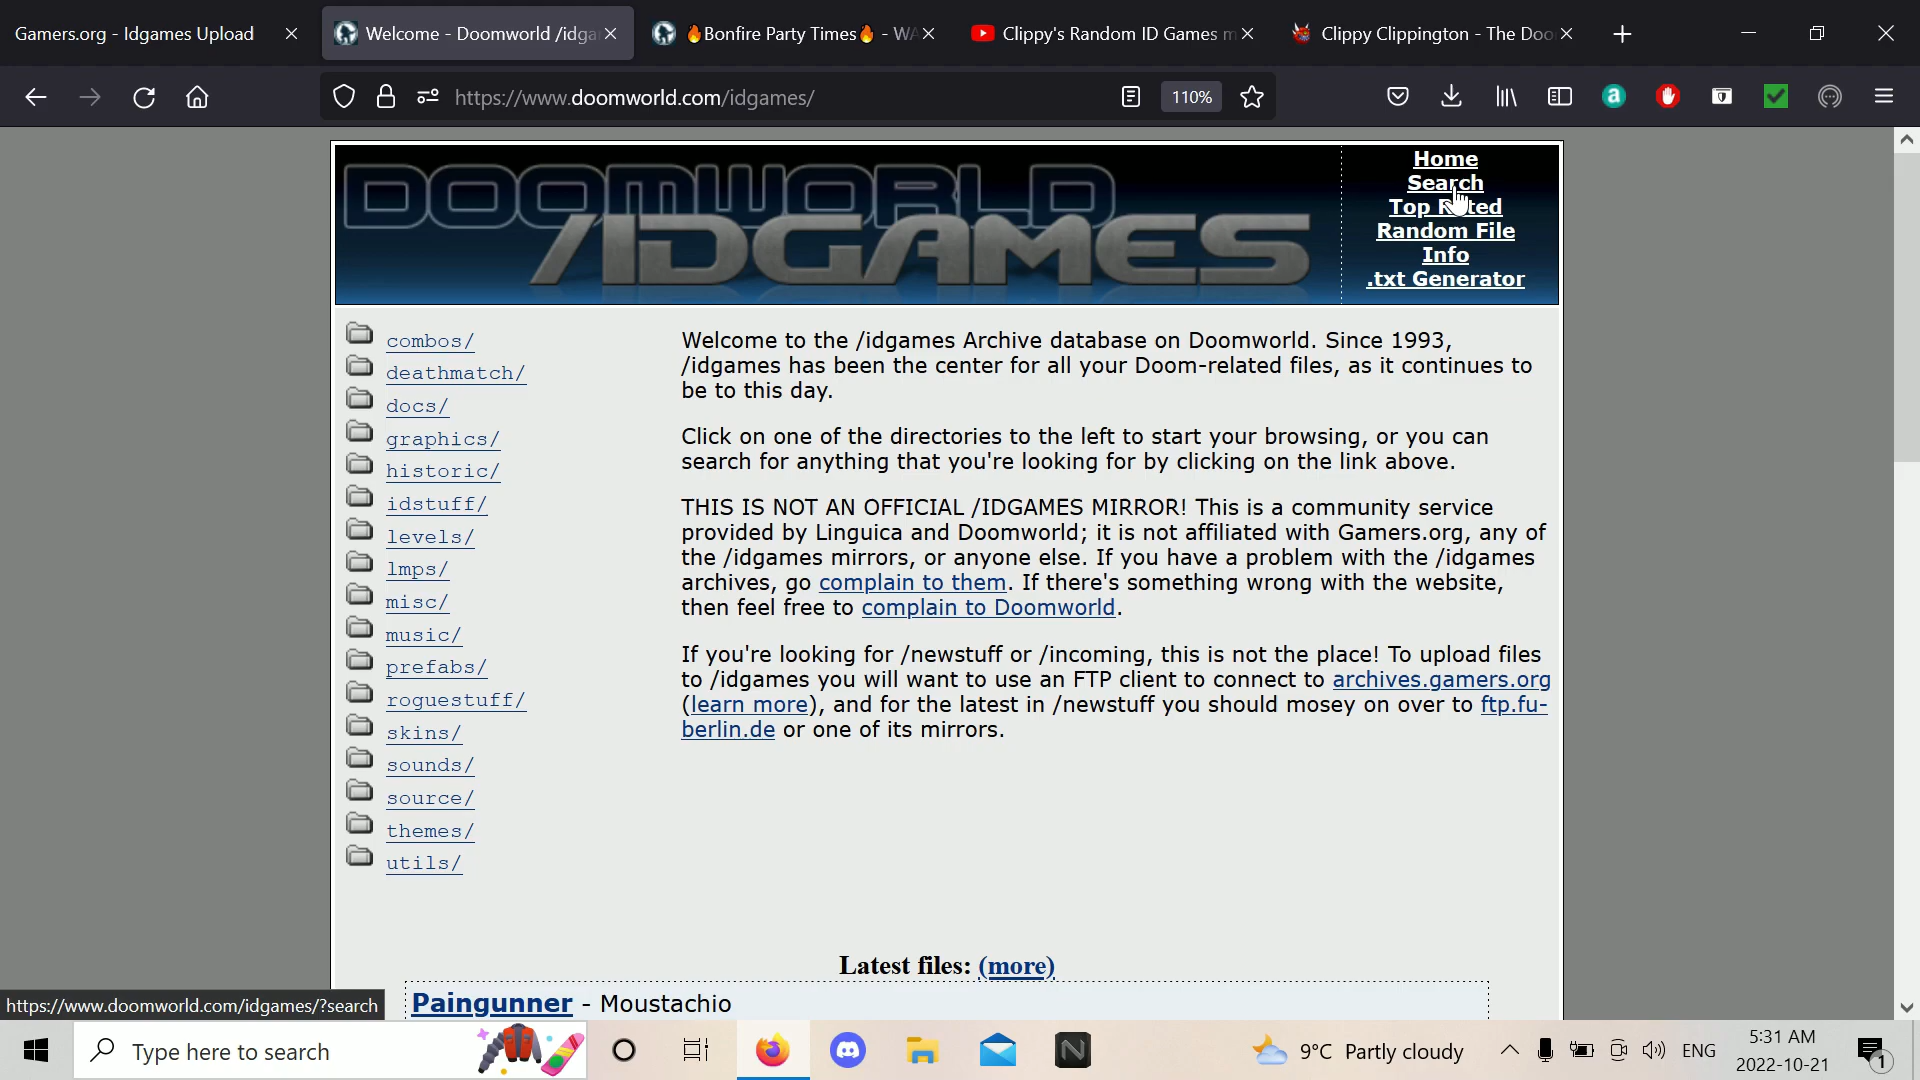 Gamers.org - Idgames Upload
Welcome - Doomworld /idga
🔥Bonfire Party Times🔥 - WA
Clippy's Random ID Games m
Clippy Clippington - The Doo
https://www.doomworld.com/idgames/
110%
DOOMWORLD
/IDGAMES
Home
Search
Top Rated
Random File
Info
.txt Generator
combos/
deathmatch/
docs/
graphics/
historic/
idstuff/
levels/
lmps/
misc/
music/
prefabs/
roguestuff/
skins/
sounds/
source/
themes/
utils/
Welcome to the /idgames Archive database on Doomworld. Since 1993,
/idgames has been the center for all your Doom-related files, as it continues to
be to this day.
Click on one of the directories to the left to start your browsing, or you can
search for anything that you're looking for by clicking on the link above.
THIS IS NOT AN OFFICIAL /IDGAMES MIRROR! This is a community service
provided by Linguica and Doomworld; it is not affiliated with Gamers.org, any of
the /idgames mirrors, or anyone else. If you have a problem with the /idgames
archives, go complain to them. If there's something wrong with the website,
then feel free to complain to Doomworld.
If you're looking for /newstuff or /incoming, this is not the place! To upload files
to /idgames you will want to use an FTP client to connect to archives.gamers.org
(learn more), and for the latest in /newstuff you should mosey on over to ftp.fu-
berlin.de or one of its mirrors.
Latest files: (more)
Paingunner - Moustachio
https://www.doomworld.com/idgames/?search
Type here to search
9°C Partly cloudy
ENG
5:31 AM
2022-10-21
1